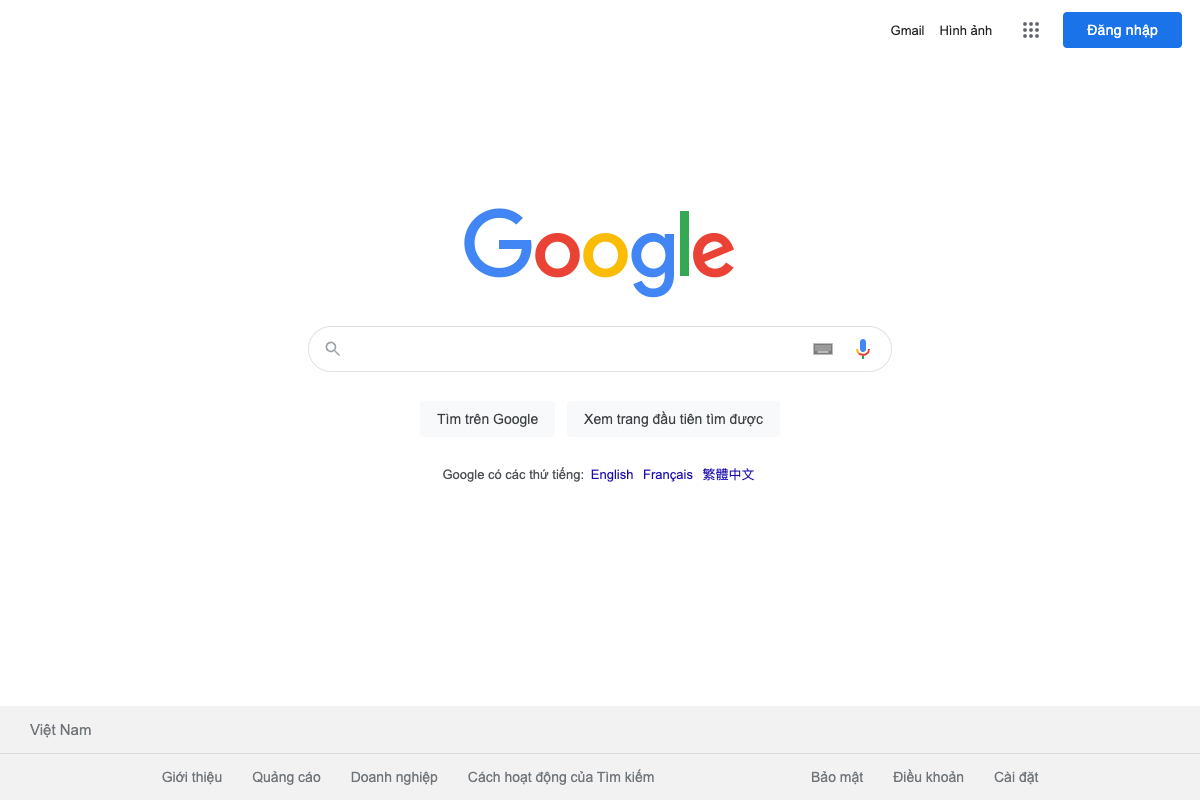 Gmail Hình ảnh Đăng nhập
Google
Tìm trên Google Xem trang đầu tiên tìm được
Google có các thứ tiếng: English Français 繁體中文
Việt Nam
Giới thiệu Quảng cáo Doanh nghiệp Cách hoạt động của Tìm kiếm Bảo mật Điều khoản Cài đặt